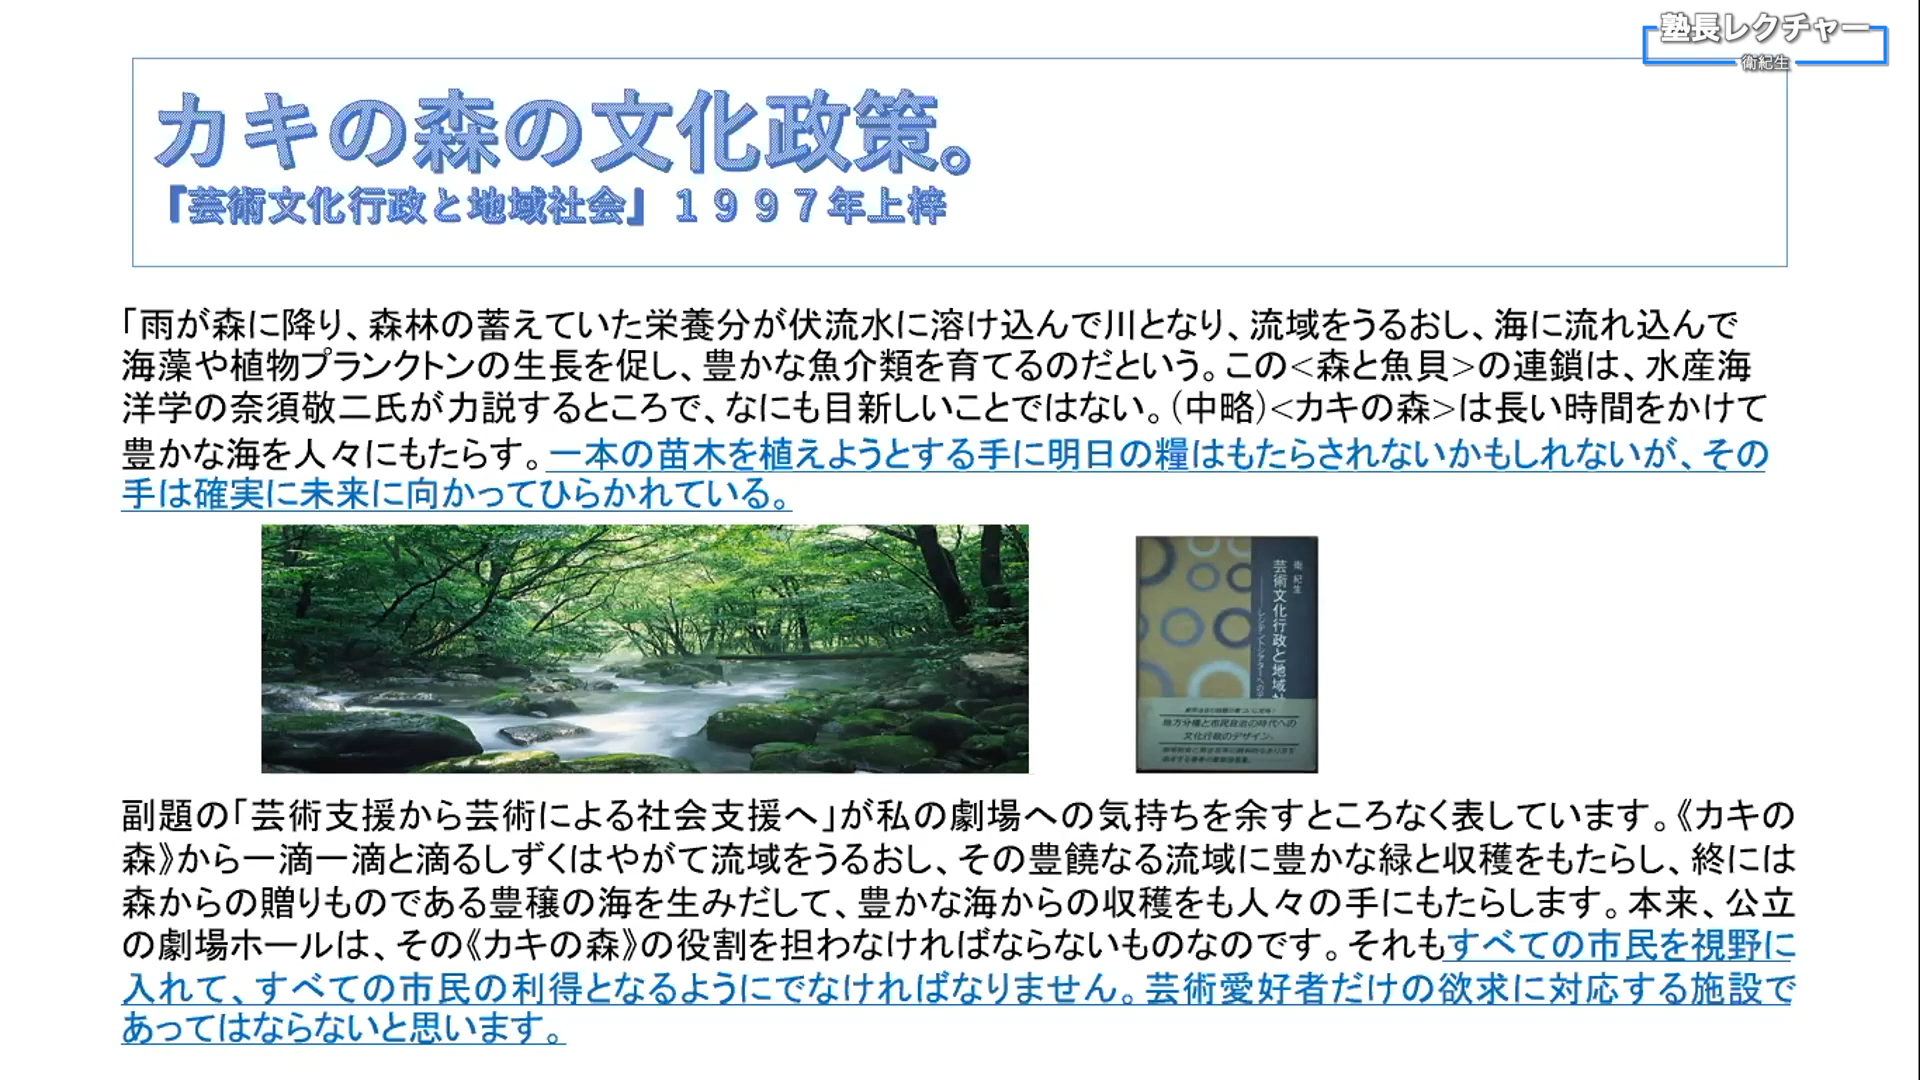 塾長レクチャー
衛紀生
カキの森の文化政策。
『芸術文化行政と地域社会』１９９７年上梓
「雨が森に降り、森林の蓄えていた栄養分が伏流水に溶け込んで川となり、流域をうるおし、海に流れ込んで
海藻や植物プランクトンの生長を促し、豊かな魚介類を育てるのだという。この<森と魚貝>の連鎖は、水産海
洋学の奈須敬二氏が力説するところで、なにも目新しいことではない。(中略)<カキの森>は長い時間をかけて
豊かな海を人々にもたらす。一本の苗木を植えようとする手に明日の糧はもたらされないかもしれないが、その
手は確実に未来に向かってひらかれている。
衛 紀生
芸術文化行政と地域社
レジデントシアターへのデ
地方分権と市民自治の時代への
文化行政のデザイン。
副題の「芸術支援から芸術による社会支援へ」が私の劇場への気持ちを余すところなく表しています。《カキの
森》から一滴一滴と滴るしずくはやがて流域をうるおし、その豊饒なる流域に豊かな緑と収穫をもたらし、終には
森からの贈りものである豊穣の海を生みだして、豊かな海からの収穫をも人々の手にもたらします。本来、公立
の劇場ホールは、その《カキの森》の役割を担わなければならないものなのです。それもすべての市民を視野に
入れて、すべての市民の利得となるようにでなければなりません。芸術愛好者だけの欲求に対応する施設で
あってはならないと思います。